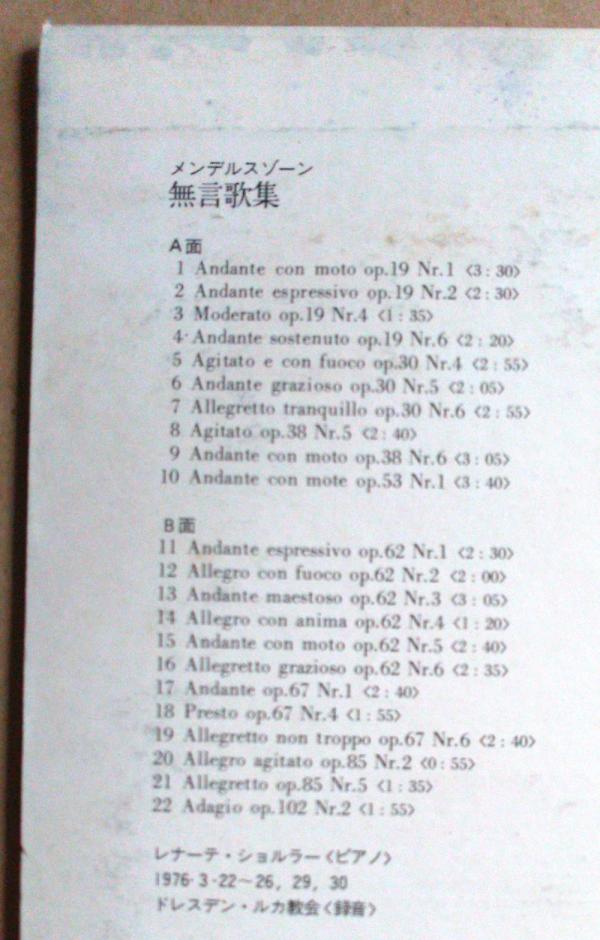 メンデルスゾーン
無言歌集
A面
1 Andante con moto op.19 Nr.1 〈3:30〉
2 Andante espressivo op.19 Nr.2 〈2:30〉
3 Moderato op.19 Nr.4 〈1:35〉
4 Andante sostenuto op.19 Nr.6 〈2:20〉
5 Agitato e con fuoco op.30 Nr.4 〈2:55〉
6 Andante grazioso op.30 Nr.5 〈2:05〉
7 Allegretto tranquillo op.30 Nr.6 〈2:55〉
8 Agitato op.38 Nr.5 〈2:40〉
9 Andante con moto op.38 Nr.6 〈3:05〉
10 Andante con mote op.53 Nr.1 〈3:40〉
B面
11 Andante espressivo op.62 Nr.1 〈2:30〉
12 Allegro con fuoco op.62 Nr.2 〈2:00〉
13 Andante maestoso op.62 Nr.3 〈3:05〉
14 Allegro con anima op.62 Nr.4 〈1:20〉
15 Andante con moto op.62 Nr.5 〈2:40〉
16 Allegretto grazioso op.62 Nr.6 〈2:35〉
17 Andante op.67 Nr.1 〈2:40〉
18 Presto op.67 Nr.4 〈1:55〉
19 Allegretto non troppo op.67 Nr.6 〈2:40〉
20 Allegro agitato op.85 Nr.2 〈0:55〉
21 Allegretto op.85 Nr.5 〈1:35〉
22 Adagio op.102 Nr.2 〈1:55〉
レナーテ・ショルラー〈ピアノ〉
1976・3・22~26, 29, 30
ドレスデン・ルカ教会〈録音〉